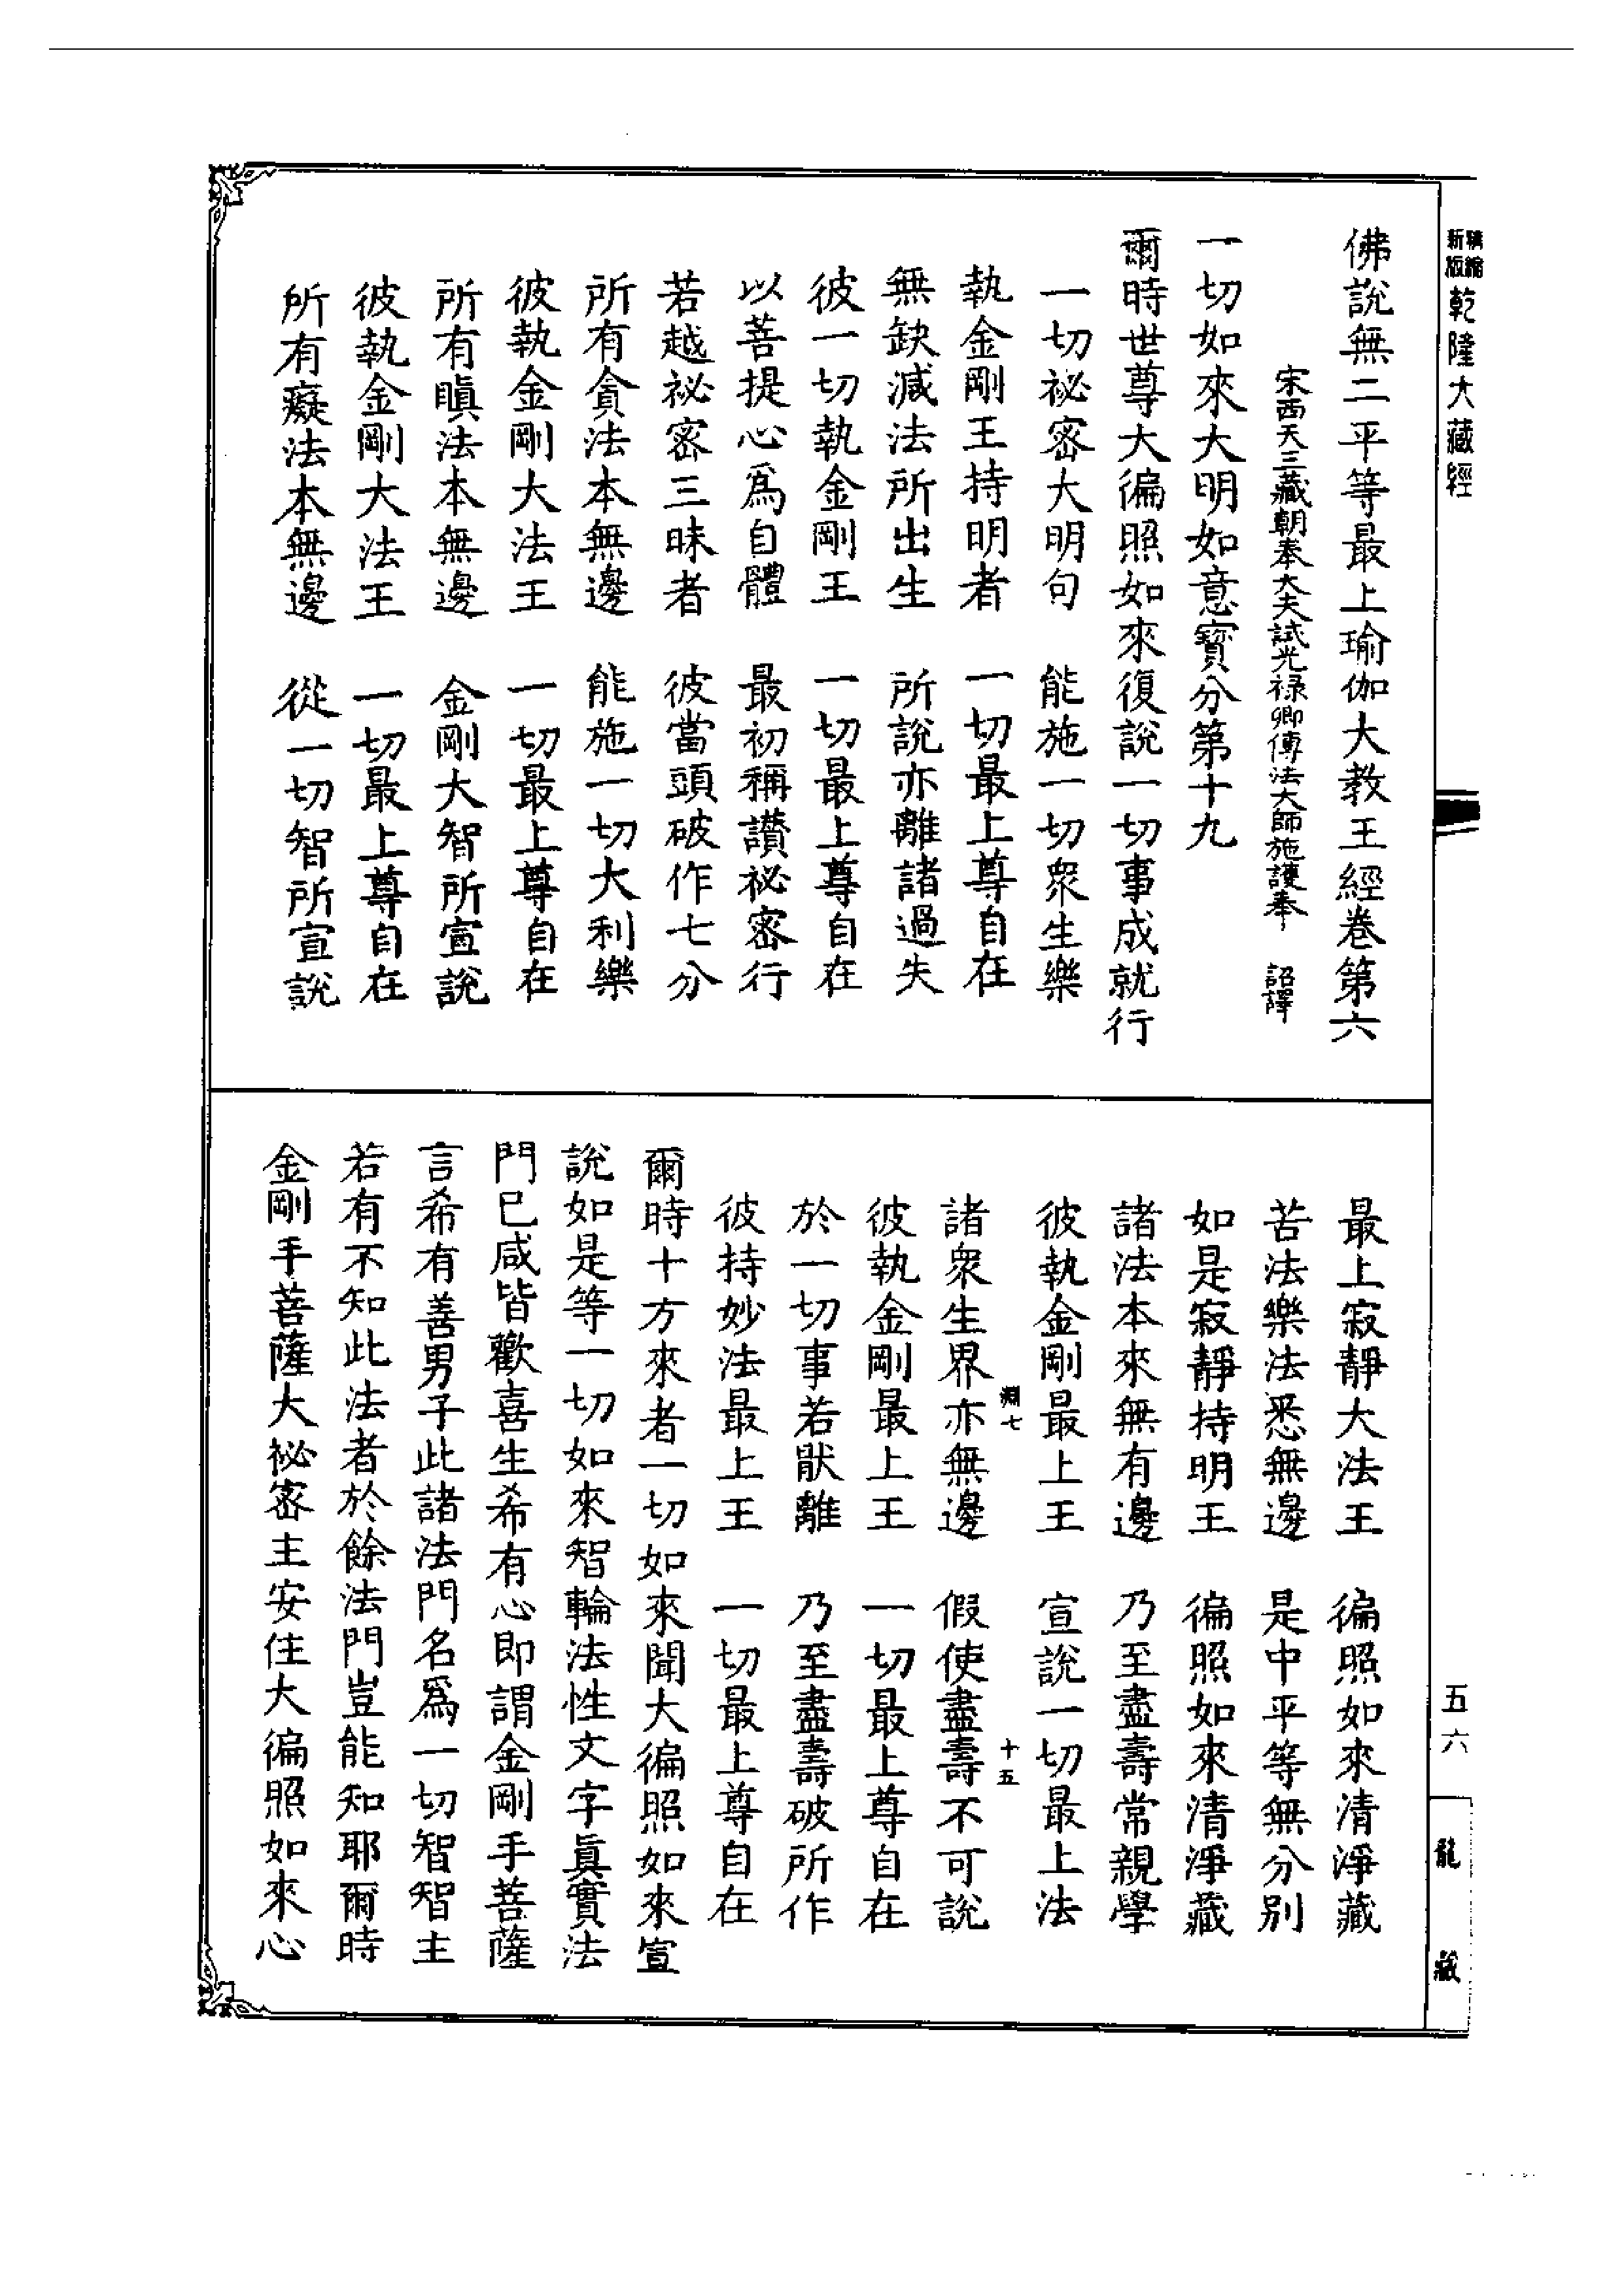 精縮新版乾隆大藏經
佛說無二平等最上瑜伽大教王經卷第六
宋西天三藏朝奉大夫試光祿卿傳法大師施護奉 詔譯
一切如來大明如意寳分第十九
爾時世尊大徧照如來復說一切事成就行
一切祕密大明句 能施一切衆生樂
執金剛王持明者 一切最上尊自在
無缺減法所出生 所說亦離諸過失
彼一切執金剛王 一切最上尊自在
以菩提心爲自體 最初稱讚祕密行
若越祕密三昧者 彼當頭破作七分
所有貪法本無邊 能施一切大利樂
彼執金剛大法王 一切最上尊自在
所有瞋法本無邊 金剛大智所宣說
彼執金剛大法王 一切最上尊自在
所有癡法本無邊 從一切智所宣說
最上寂靜大法王 徧照如來清淨藏
苦法樂法悉無邊 是中平等無分別
如是寂靜持明王 徧照如來清淨藏
諸法本來無有邊 乃至盡壽常親學
彼執金剛最上王 宣說一切最上法
淵七 十五
諸衆生界亦無邊 假使盡壽不可說
彼執金剛最上王 一切最上尊自在
於一切事若猒離 乃至盡壽破所作
彼持妙法最上王 一切最上尊自在
爾時十方來者一切如來聞大徧照如來宣
說如是等一切如來智輪法性文字眞實法
門已咸皆歡喜生希有心即謂金剛手菩薩
言希有善男子此諸法門名爲一切智智主
若有不知此法者於餘法門豈能知耶爾時
金剛手菩薩大祕密主安住大徧照如來心
五六
龍藏